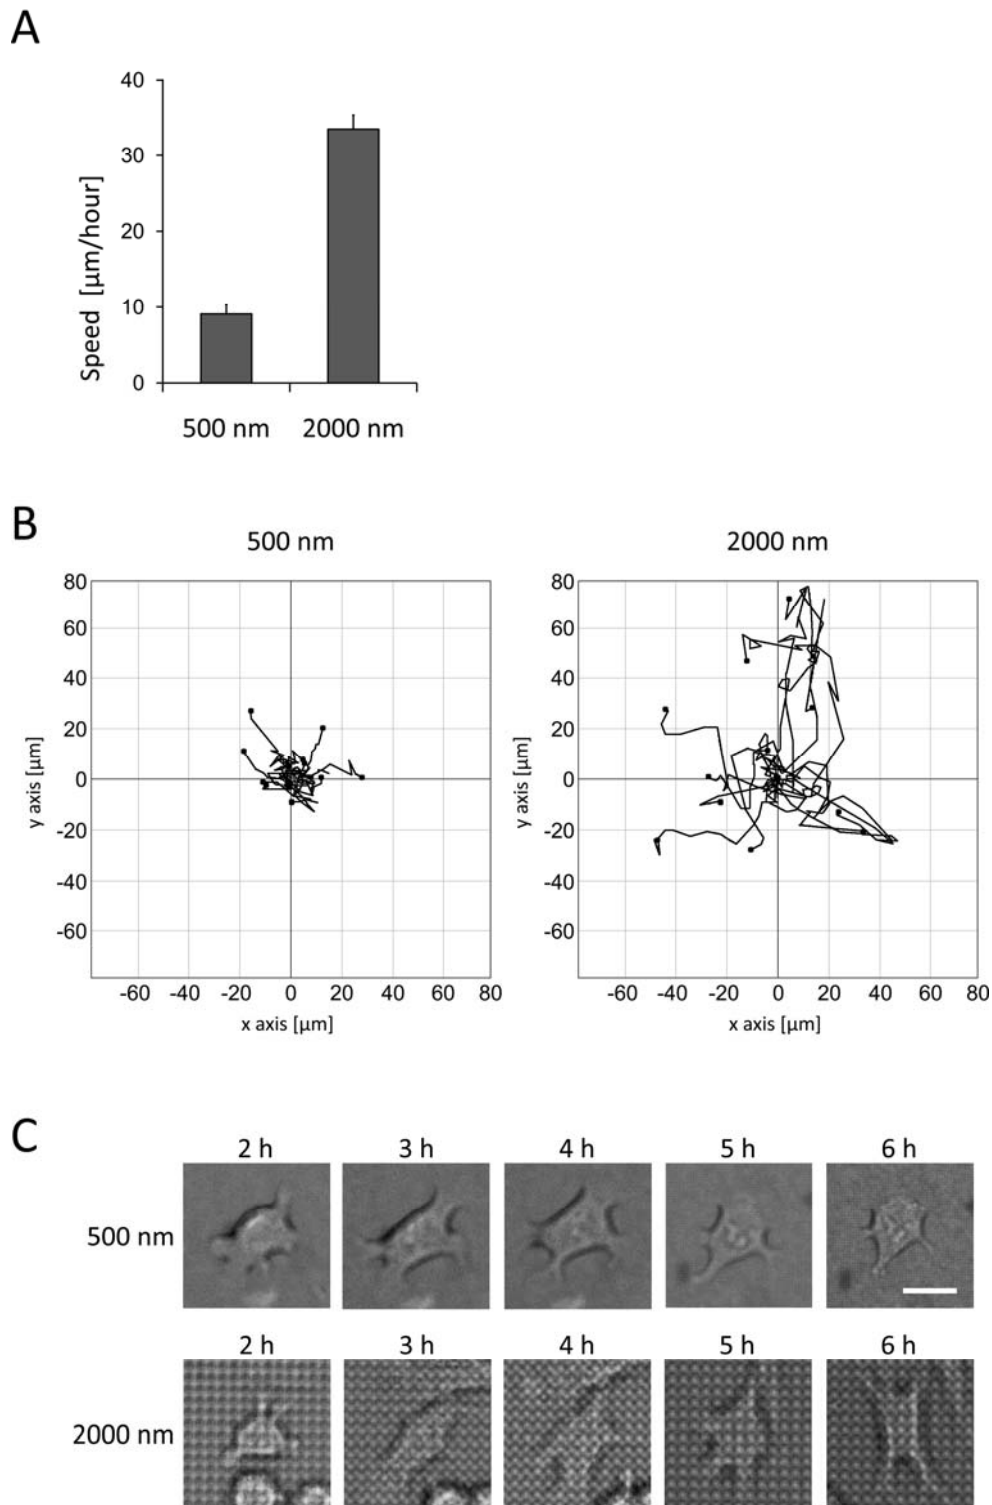 A
40
30
20
10
0
Speed [µm/hour]
500 nm 2000 nm
B
500 nm 2000 nm
80 80
60 60
40 40
20 20
0 0
-20 -20
-40 -40
-60 -60
y axis [µm] y axis [µm]
-60 -40 -20 0 20 40 60 80 -60 -40 -20 0 20 40 60 80
x axis [µm] x axis [µm]
C
2 h 3 h 4 h 5 h 6 h
500 nm
2 h 3 h 4 h 5 h 6 h
2000 nm